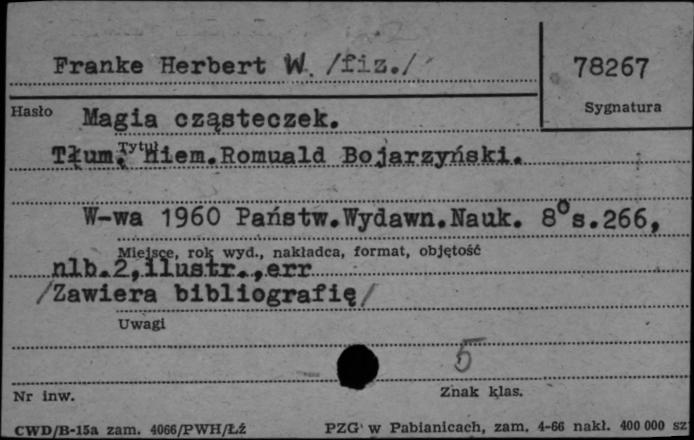 Franke Herbert W. /fiz./
78267
Hasło
Sygnatura
Magia cząsteczek.
Tytuł
Tłum. Niem. Romuald Bojarzyński.
W-wa 1960 Państw.Wydawn.Nauk. 8° s.266,
Miejsce, rok wyd., nakładca, format, objętość
nlb.2,ilustr.,err
/Zawiera bibliografię/
Uwagi
5
Nr inw.
Znak klas.
CWD/B-15a zam. 4066/PWH/Łź
PZG w Pabianicach, zam. 4-66 nakł. 400 000 sz